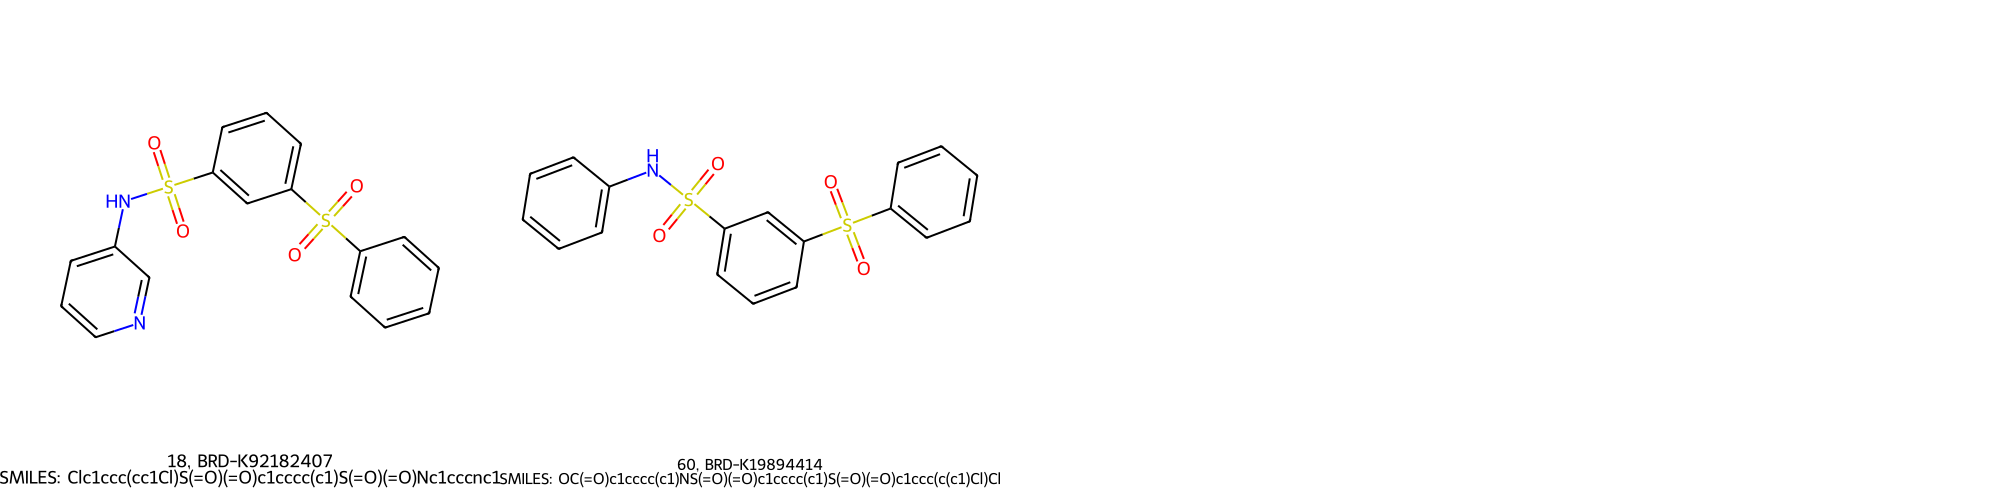 O
HN
S
O
O
S
O
N
H
N
O
S
O
O
S
O
18, BRD-K92182407
SMILES: Clc1ccc(cc1Cl)S(=O)(=O)c1cccc(c1)S(=O)(=O)Nc1cccnc1
60, BRD-K19894414
SMILES: OC(=O)c1cccc(c1)NS(=O)(=O)c1cccc(c1)S(=O)(=O)c1ccc(c(c1)Cl)Cl